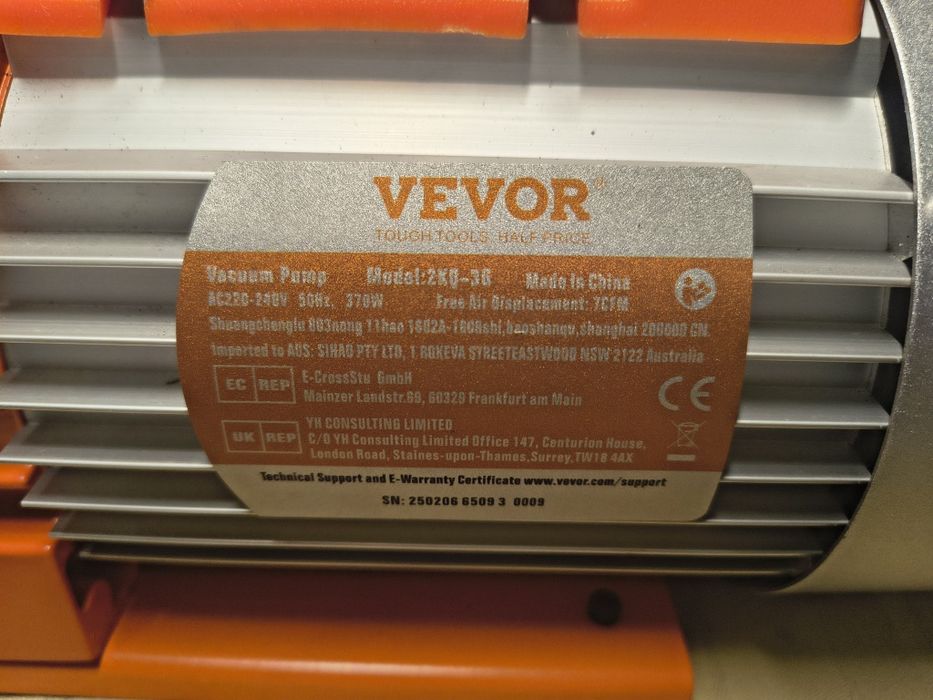 VEVOR®
TOUGH TOOLS, HALF PRICE
Vacuum Pump Model:2XQ-30 Made in China
AC220-240V 50Hz, 370W Free Air Displacement: 7CFM
Shuangchenglu 803nong 11hao 1602A-1609shi,baoshanqu,shanghai 200000 CN.
Imported to AUS: SIHAO PTY LTD, 1 ROKEVA STREETEASTWOOD NSW 2122 Australia
EC REP E-CrossStu GmbH
Mainzer Landstr.69, 60329 Frankfurt am Main
CE
UK REP YH CONSULTING LIMITED
C/O YH Consulting Limited Office 147, Centurion House,
London Road, Staines-upon-Thames,Surrey,TW18 4AX
Technical Support and E-Warranty Certificate www.vevor.com/support
SN: 250206 6509 3 0009